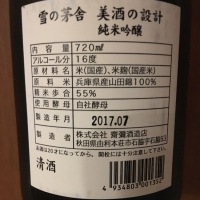 雪の茅舎 美酒の設計
純米吟醸
内容量 720ml
アルコール分 16度
原材料名 米(国産)、米麹(国産米)
原料米 兵庫県産山田錦100%
精米歩合 55%
使用酵母 自社酵母
製造年月 2017.07
製造者 株式会社 齋彌酒造店
秋田県由利本荘市石脇字石脇53
清酒
4 934803 001352